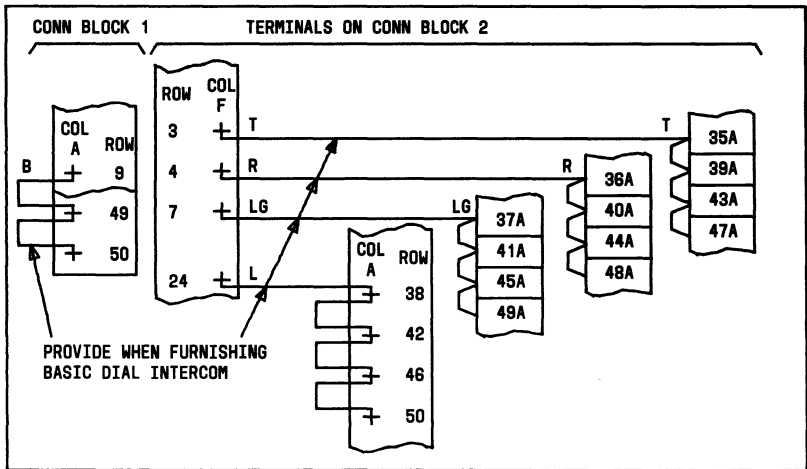 CONN BLOCK 1
TERMINALS ON CONN BLOCK 2
ROW COL F
3 T T 35A
39A
43A
47A
4 R R 36A
40A
44A
48A
7 LG LG 37A
41A
45A
49A
24 L
COL A ROW
38
42
46
50
COL A ROW
B 9
49
50
PROVIDE WHEN FURNISHING
BASIC DIAL INTERCOM